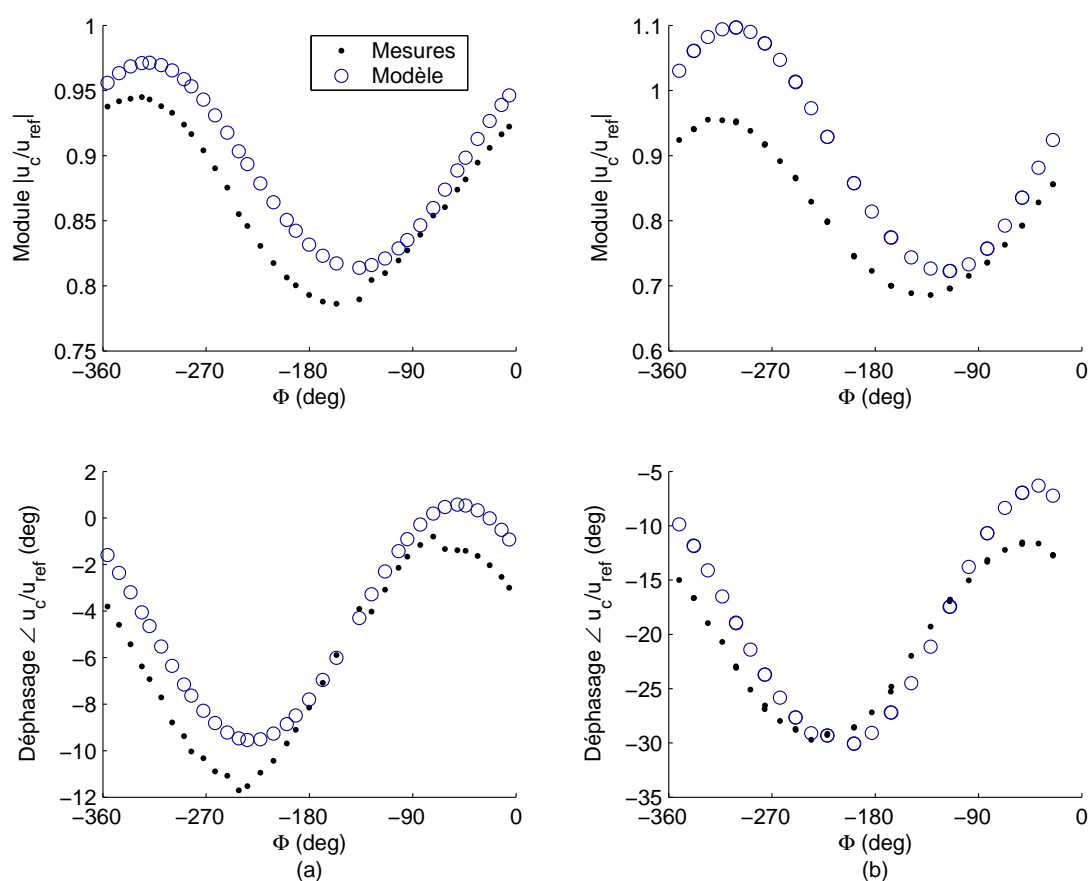 1
0.95
0.9
0.85
0.8
0.75
−360 −270 −180 −90 0
Φ (deg)
Module |u_c/u_ref|
Mesures
Modèle
1.1
1
0.9
0.8
0.7
0.6
−360 −270 −180 −90 0
Φ (deg)
Module |u_c/u_ref|
2
0
−2
−4
−6
−8
−10
−12
−360 −270 −180 −90 0
Φ (deg)
Déphasage ∠ u_c/u_ref (deg)
(a)
−5
−10
−15
−20
−25
−30
−35
−360 −270 −180 −90 0
Φ (deg)
Déphasage ∠ u_c/u_ref (deg)
(b)